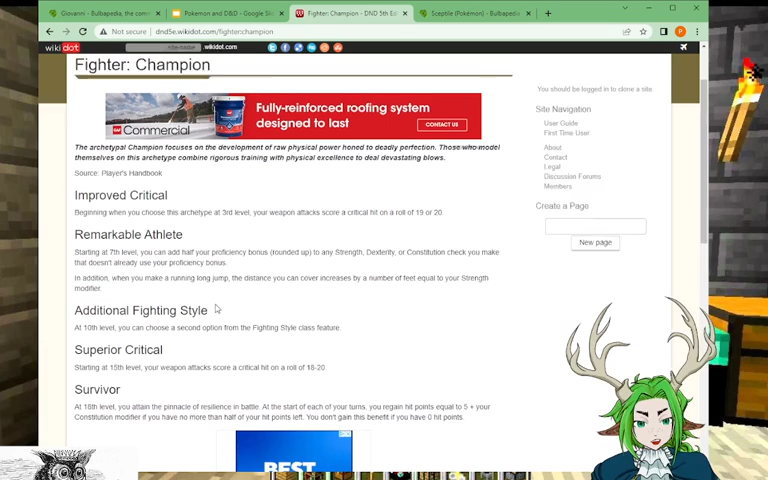 Giovanni - Bulbapedia, the comm
Pokemon and D&D - Google Slid
Fighter: Champion - DND 5th Ed
Sceptile (Pokémon) - Bulbapedia
Not secure | dnd5e.wikidot.com/fighter:champion
wiki dot
site-name .wikidot.com
Fighter: Champion
GAF Commercial
Fully-reinforced roofing system
designed to last
CONTACT US
The archetypal Champion focuses on the development of raw physical power honed to deadly perfection. Those who model
themselves on this archetype combine rigorous training with physical excellence to deal devastating blows.
Source: Player's Handbook
Improved Critical
Beginning when you choose this archetype at 3rd level, your weapon attacks score a critical hit on a roll of 19 or 20.
Remarkable Athlete
Starting at 7th level, you can add half your proficiency bonus (rounded up) to any Strength, Dexterity, or Constitution check you make
that doesn't already use your proficiency bonus.
In addition, when you make a running long jump, the distance you can cover increases by a number of feet equal to your Strength
modifier.
Additional Fighting Style
At 10th level, you can choose a second option from the Fighting Style class feature.
Superior Critical
Starting at 15th level, your weapon attacks score a critical hit on a roll of 18-20.
Survivor
At 18th level, you attain the pinnacle of resilience in battle. At the start of each of your turns, you regain hit points equal to 5 + your
Constitution modifier if you have no more than half of your hit points left. You don't gain this benefit if you have 0 hit points.
BEST
You should be logged in to clone a site.
Site Navigation
User Guide
First Time User
About
Contact
Legal
Discussion Forums
Members
Create a Page
New page